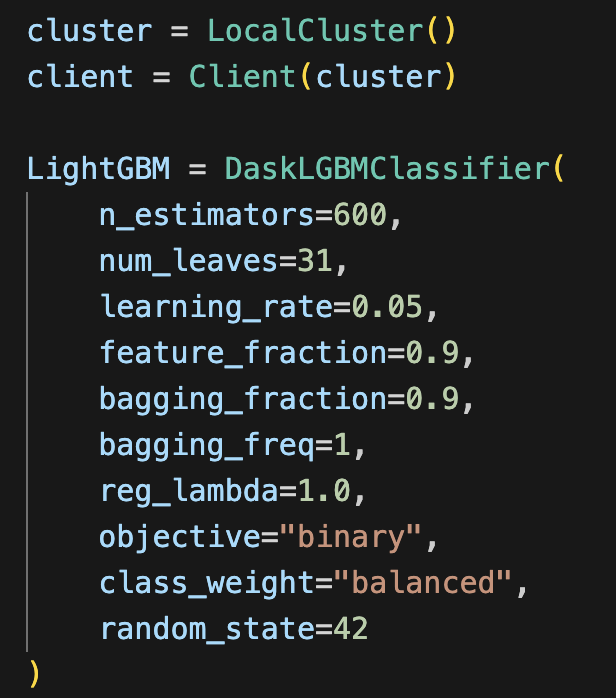 cluster = LocalCluster()
client = Client(cluster)
LightGBM = DaskLGBMClassifier(
n_estimators=600,
num_leaves=31,
learning_rate=0.05,
feature_fraction=0.9,
bagging_fraction=0.9,
bagging_freq=1,
reg_lambda=1.0,
objective="binary",
class_weight="balanced",
random_state=42
)